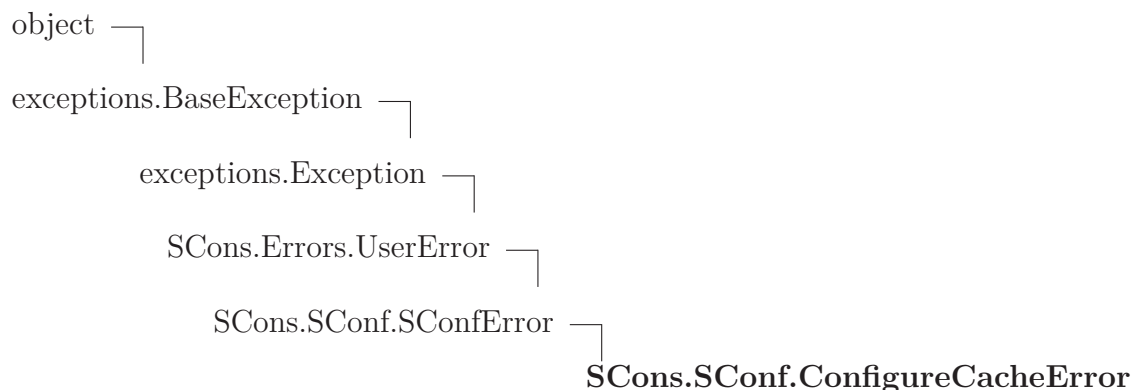 object
exceptions.BaseException
exceptions.Exception
SCons.Errors.UserError
SCons.SConf.SConfError
SCons.SConf.ConfigureCacheError